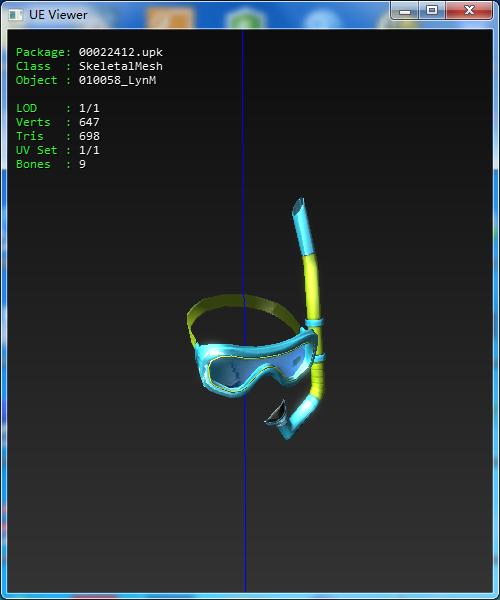 UE Viewer
Package: 00022412.upk
Class : SkeletalMesh
Object : 010058_LynM
LOD : 1/1
Verts : 647
Tris : 698
UV Set : 1/1
Bones : 9